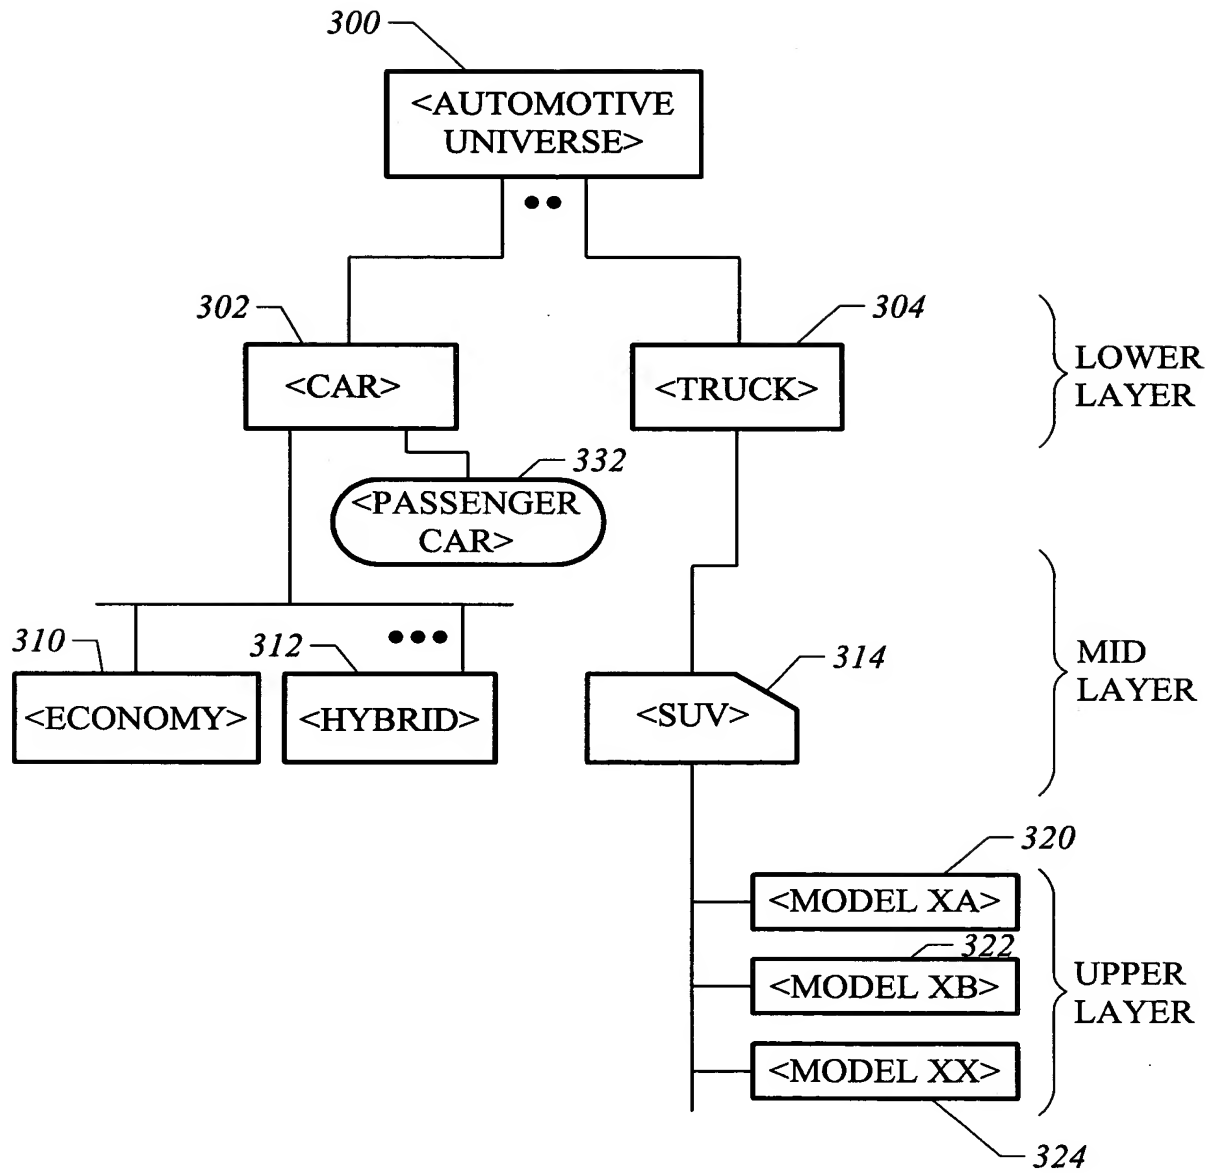 300
<AUTOMOTIVE
UNIVERSE>
302
304
<CAR>
<TRUCK>
LOWER
LAYER
332
<PASSENGER
CAR>
310
312
314
MID
LAYER
<ECONOMY>
<HYBRID>
<SUV>
320
<MODEL XA>
322
<MODEL XB>
UPPER
LAYER
<MODEL XX>
324